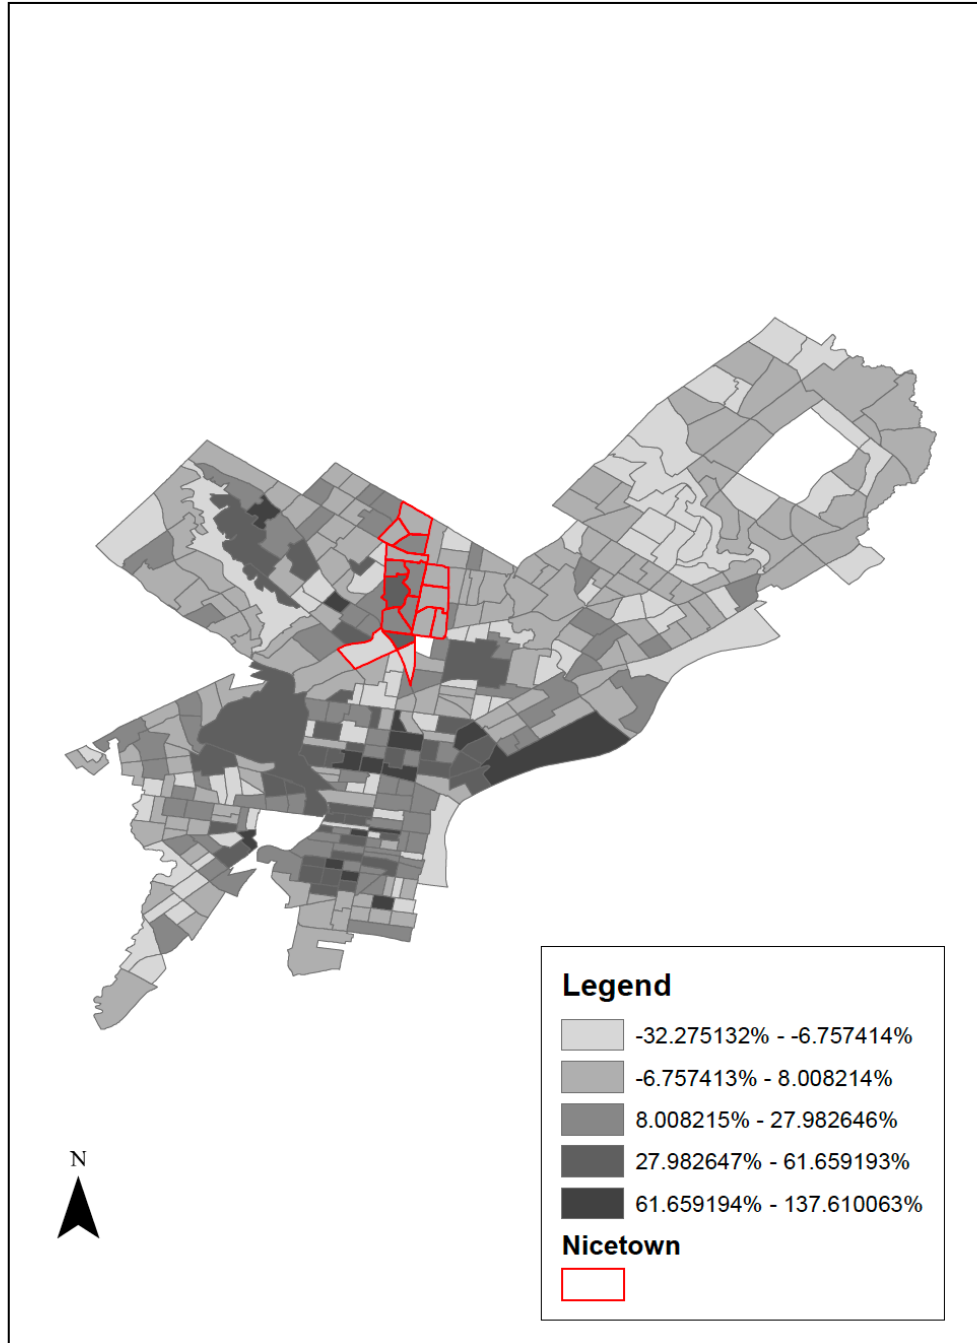 N
Legend
-32.275132% - -6.757414%
-6.757413% - 8.008214%
8.008215% - 27.982646%
27.982647% - 61.659193%
61.659194% - 137.610063%
Nicetown